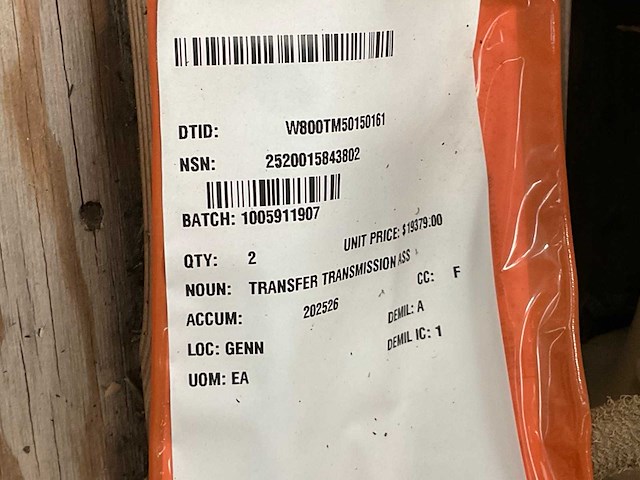 DTID: W800TM50150161
NSN: 2520015843802
BATCH: 1005911907
QTY: 2 UNIT PRICE: $19379.00
NOUN: TRANSFER TRANSMISSION ASS
CC: F
ACCUM: 202526
DEMIL: A
LOC: GENN
DEMIL IC: 1
UOM: EA